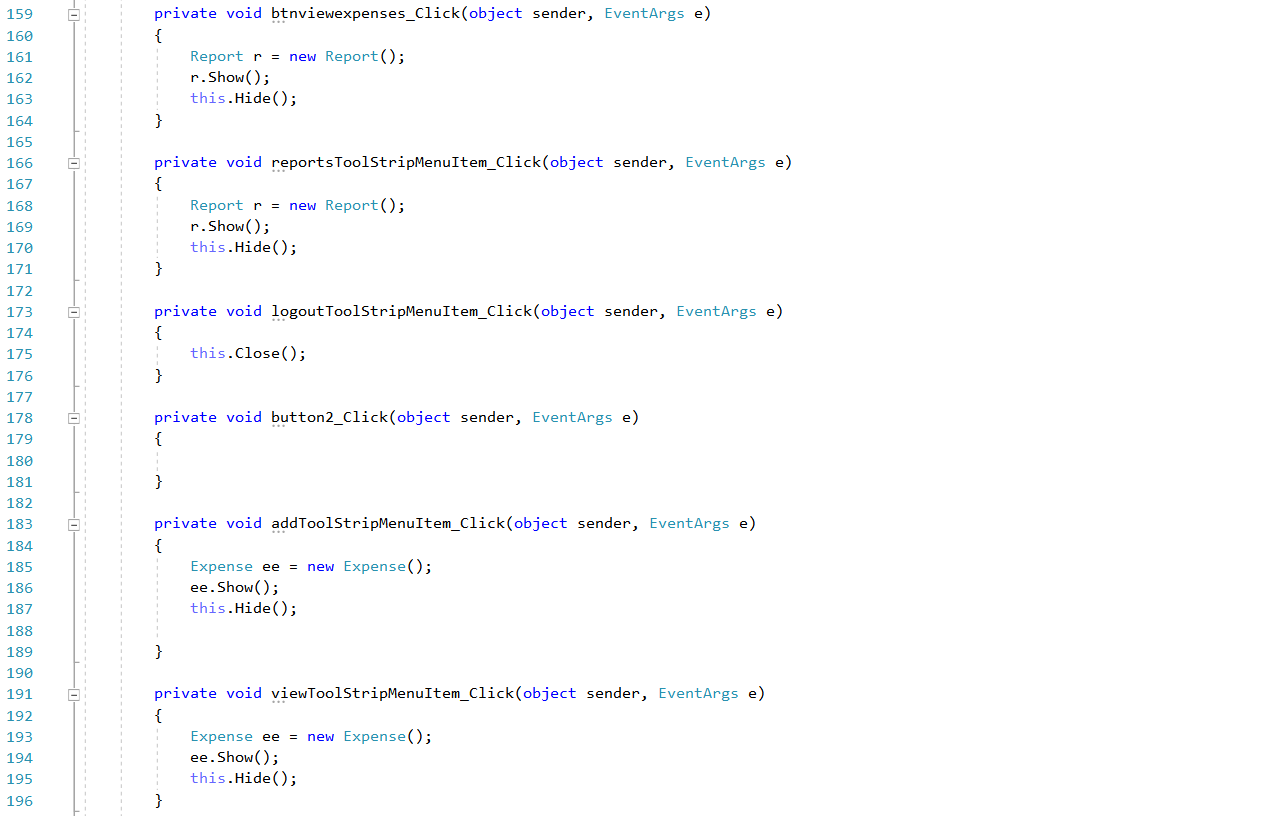 159 private void btnviewexpenses_Click(object sender, EventArgs e)
160 {
161 Report r = new Report();
162 r.Show();
163 this.Hide();
164 }
165
166 private void reportsToolStripMenuItem_Click(object sender, EventArgs e)
167 {
168 Report r = new Report();
169 r.Show();
170 this.Hide();
171 }
172
173 private void logoutToolStripMenuItem_Click(object sender, EventArgs e)
174 {
175 this.Close();
176 }
177
178 private void button2_Click(object sender, EventArgs e)
179 {
180
181 }
182
183 private void addToolStripMenuItem_Click(object sender, EventArgs e)
184 {
185 Expense ee = new Expense();
186 ee.Show();
187 this.Hide();
188
189 }
190
191 private void viewToolStripMenuItem_Click(object sender, EventArgs e)
192 {
193 Expense ee = new Expense();
194 ee.Show();
195 this.Hide();
196 }